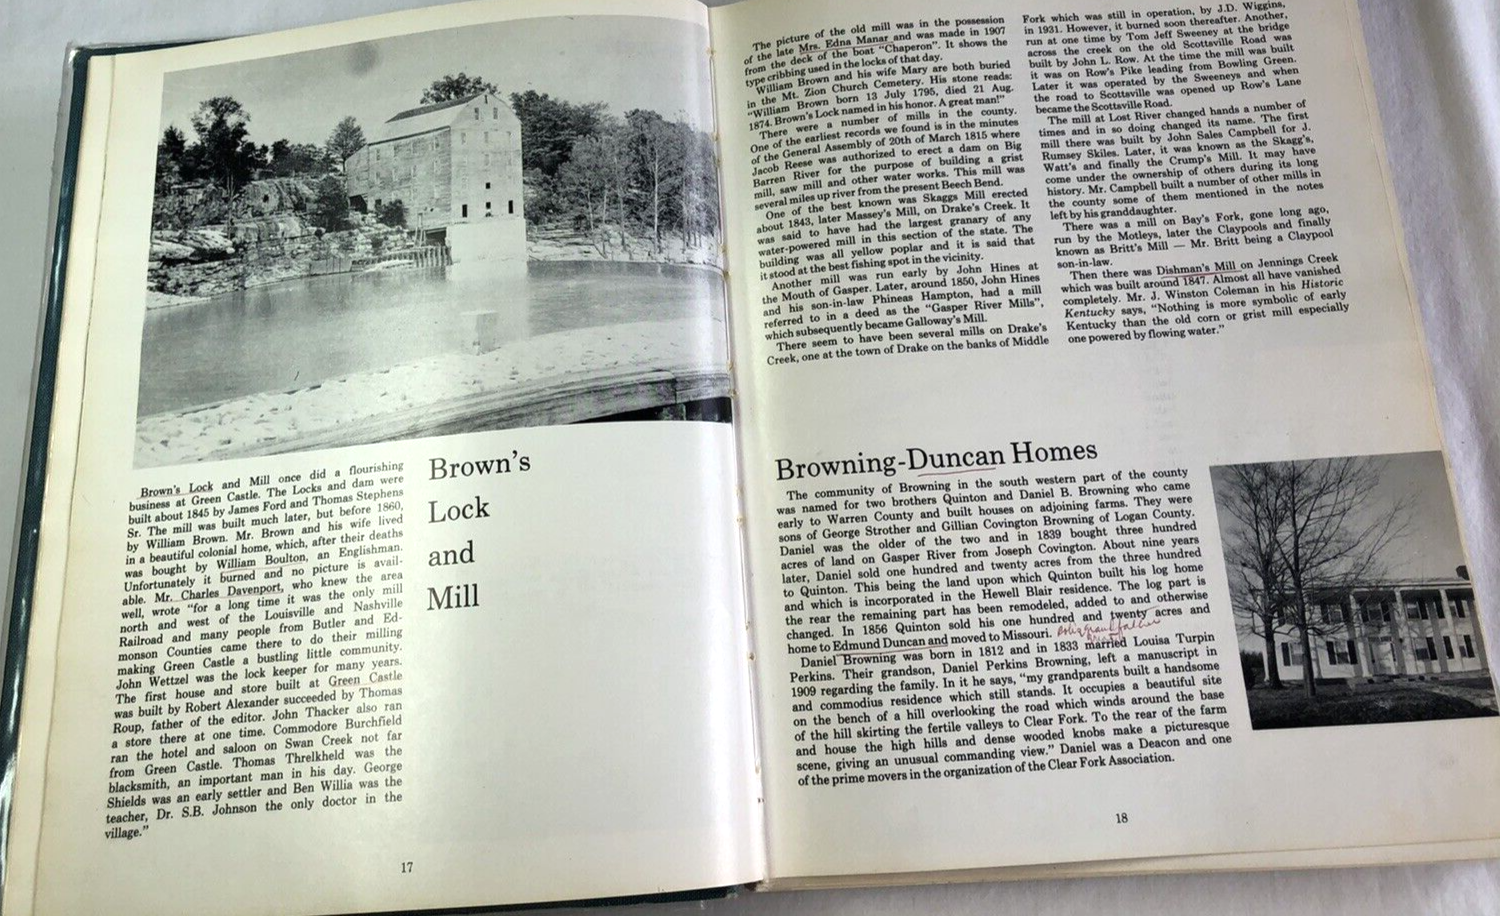 Brown's Lock and Mill once did a flourishing
business at Green Castle. The Locks and dam were
built about 1845 by James Ford and Thomas Stephens
Sr. The mill was built much later, but before 1860,
by William Brown. Mr. Brown and his wife lived
in a beautiful colonial home, which, after their deaths
was bought by William Boulton, an Englishman.
Unfortunately it burned and no picture is avail-
able. Mr. Charles Davenport, who knew the area
well, wrote "for a long time it was the only mill
north and west of the Louisville and Nashville
Railroad and many people from Butler and Ed-
monson Counties came there to do their milling
making Green Castle a bustling little community.
John Wettzel was the lock keeper for many years.
The first house and store built at Green Castle
was built by Robert Alexander succeeded by Thomas
Roup, father of the editor. John Thacker also ran
a store there at one time. Commodore Burchfield
ran the hotel and saloon on Swan Creek not far
from Green Castle. Thomas Threlkheld was the
blacksmith, an important man in his day. George
Shields was an early settler and Ben Willia was the
teacher, Dr. S.B. Johnson the only doctor in the
village."
Brown's
Lock
and
Mill
17
The picture of the old mill was in the possession
of the late Mrs. Edna Manar and was made in 1907
from the deck of the boat "Chaperon". It shows the
type cribbing used in the locks of that day.
William Brown and his wife Mary are both buried
in the Mt. Zion Church Cemetery. His stone reads:
"William Brown born 13 July 1795, died 21 Aug.
1874. Brown's Lock named in his honor. A great man!"
There were a number of mills in the county.
One of the earliest records we found is in the minutes
of the General Assembly of 20th of March 1815 where
Jacob Reese was authorized to erect a dam on Big
Barren River for the purpose of building a grist
mill, saw mill and other water works. This mill was
several miles up river from the present Beech Bend.
One of the best known was Skaggs Mill erected
about 1843, later Massey's Mill, on Drake's Creek. It
was said to have had the largest granary of any
water-powered mill in this section of the state. The
building was all yellow poplar and it is said that
it stood at the best fishing spot in the vicinity.
Another mill was run early by John Hines at
the Mouth of Gasper. Later, around 1850, John Hines
and his son-in-law Phineas Hampton, had a mill
referred to in a deed as the "Gasper River Mills",
which subsequently became Galloway's Mill.
There seem to have been several mills on Drake's
Creek, one at the town of Drake on the banks of Middle
Fork which was still in operation, by J.D. Wiggins,
in 1931. However, it burned soon thereafter. Another,
run at one time by Tom Jeff Sweeney at the bridge
across the creek on the old Scottsville Road was
built by John L. Row. At the time the mill was built
it was on Row's Pike leading from Bowling Green.
Later it was operated by the Sweeneys and when
the road to Scottsville was opened up Row's Lane
became the Scottsville Road.
The mill at Lost River changed hands a number of
times and in so doing changed its name. The first
mill there was built by John Sales Campbell for J.
Rumsey Skiles. Later, it was known as the Skagg's,
Watt's and finally the Crump's Mill. It may have
come under the ownership of others during its long
history. Mr. Campbell built a number of other mills in
the county some of them mentioned in the notes
left by his granddaughter.
There was a mill on Bay's Fork, gone long ago,
run by the Motleys, later the Claypools and finally
known as Britt's Mill — Mr. Britt being a Claypool
son-in-law.
Then there was Dishman's Mill on Jennings Creek
which was built around 1847. Almost all have vanished
completely. Mr. J. Winston Coleman in his Historic
Kentucky says, "Nothing is more symbolic of early
Kentucky than the old corn or grist mill especially
one powered by flowing water."
Browning-Duncan Homes
The community of Browning in the south western part of the county
was named for two brothers Quinton and Daniel B. Browning who came
early to Warren County and built houses on adjoining farms. They were
sons of George Strother and Gillian Covington Browning of Logan County.
Daniel was the older of the two and in 1839 bought three hundred
acres of land on Gasper River from Joseph Covington. About nine years
later, Daniel sold one hundred and twenty acres from the three hundred
to Quinton. This being the land upon which Quinton built his log home
and which is incorporated in the Hewell Blair residence. The log part is
the rear the remaining part has been remodeled, added to and otherwise
changed. In 1856 Quinton sold his one hundred and twenty acres and
home to Edmund Duncan and moved to Missouri.
Daniel Browning was born in 1812 and in 1833 married Louisa Turpin
Perkins. Their grandson, Daniel Perkins Browning, left a manuscript in
1909 regarding the family. In it he says, "my grandparents built a handsome
and commodius residence which still stands. It occupies a beautiful site
on the bench of a hill overlooking the road which winds around the base
of the hill skirting the fertile valleys to Clear Fork. To the rear of the farm
and house the high hills and dense wooded knobs make a picturesque
scene, giving an unusual commanding view." Daniel was a Deacon and one
of the prime movers in the organization of the Clear Fork Association.
18